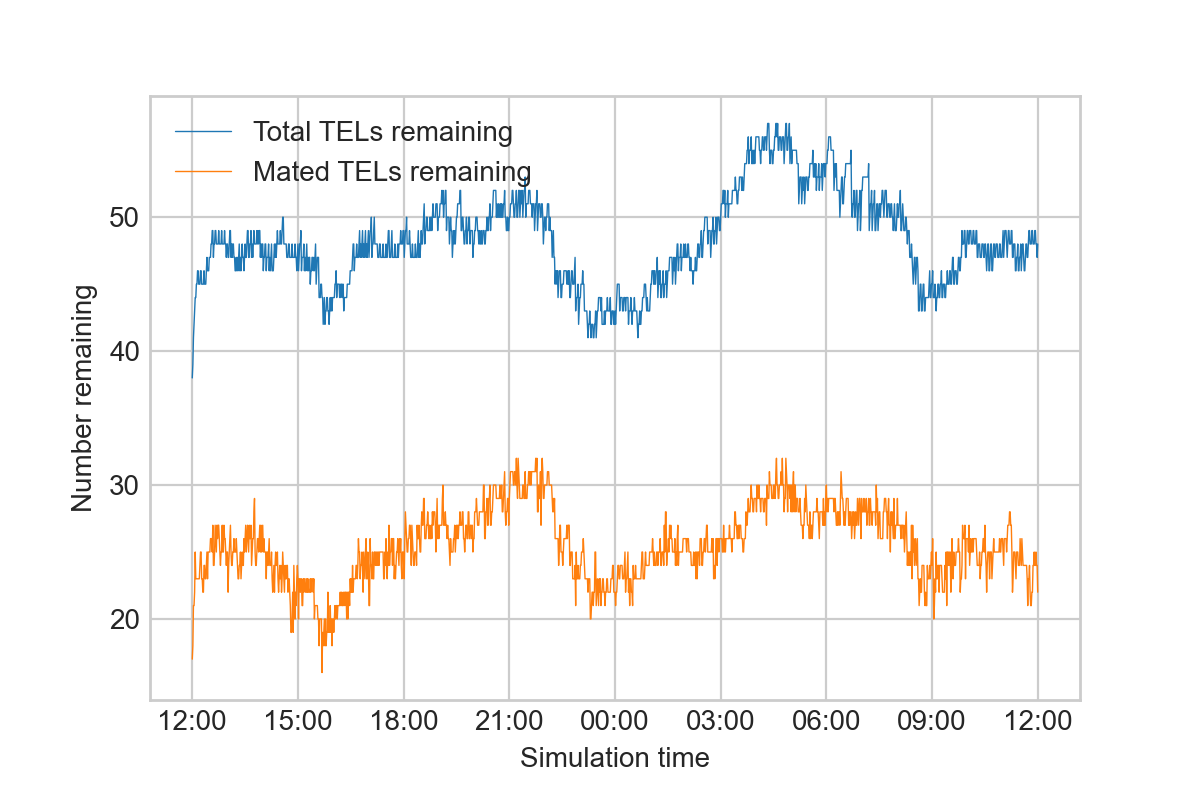 Total TELs remaining
Mated TELs remaining
50
40
30
20
Number remaining
12:00 15:00 18:00 21:00 00:00 03:00 06:00 09:00 12:00
Simulation time